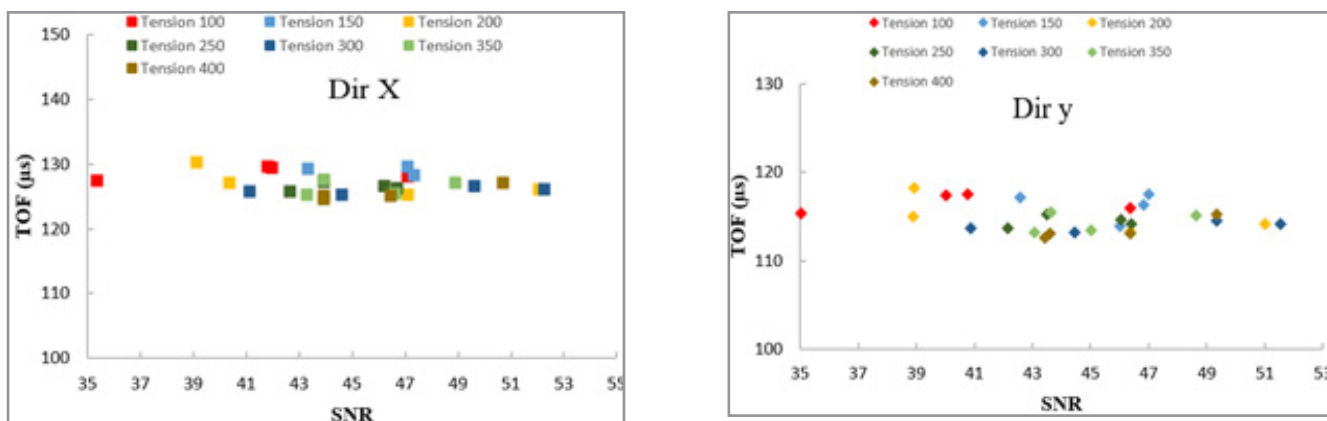 Tension 100 Tension 150 Tension 200
Tension 250 Tension 300 Tension 350
Tension 400
Dir X
TOF (μs)
150
140
130
120
110
100
35 37 39 41 43 45 47 49 51 53 55
SNR
Tension 100 Tension 150 Tension 200
Tension 250 Tension 300 Tension 350
Tension 400
Dir y
TOF (μs)
130
120
110
100
35 37 39 41 43 45 47 49 51 53
SNR